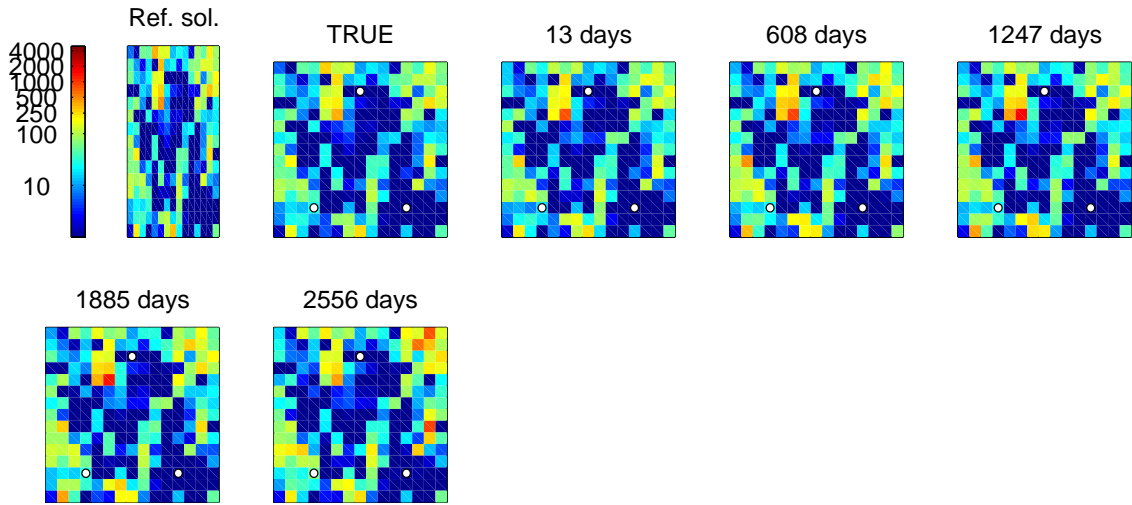 Ref. sol.
TRUE
13 days
608 days
1247 days
4000
2000
1000
500
250
100
10
1885 days
2556 days